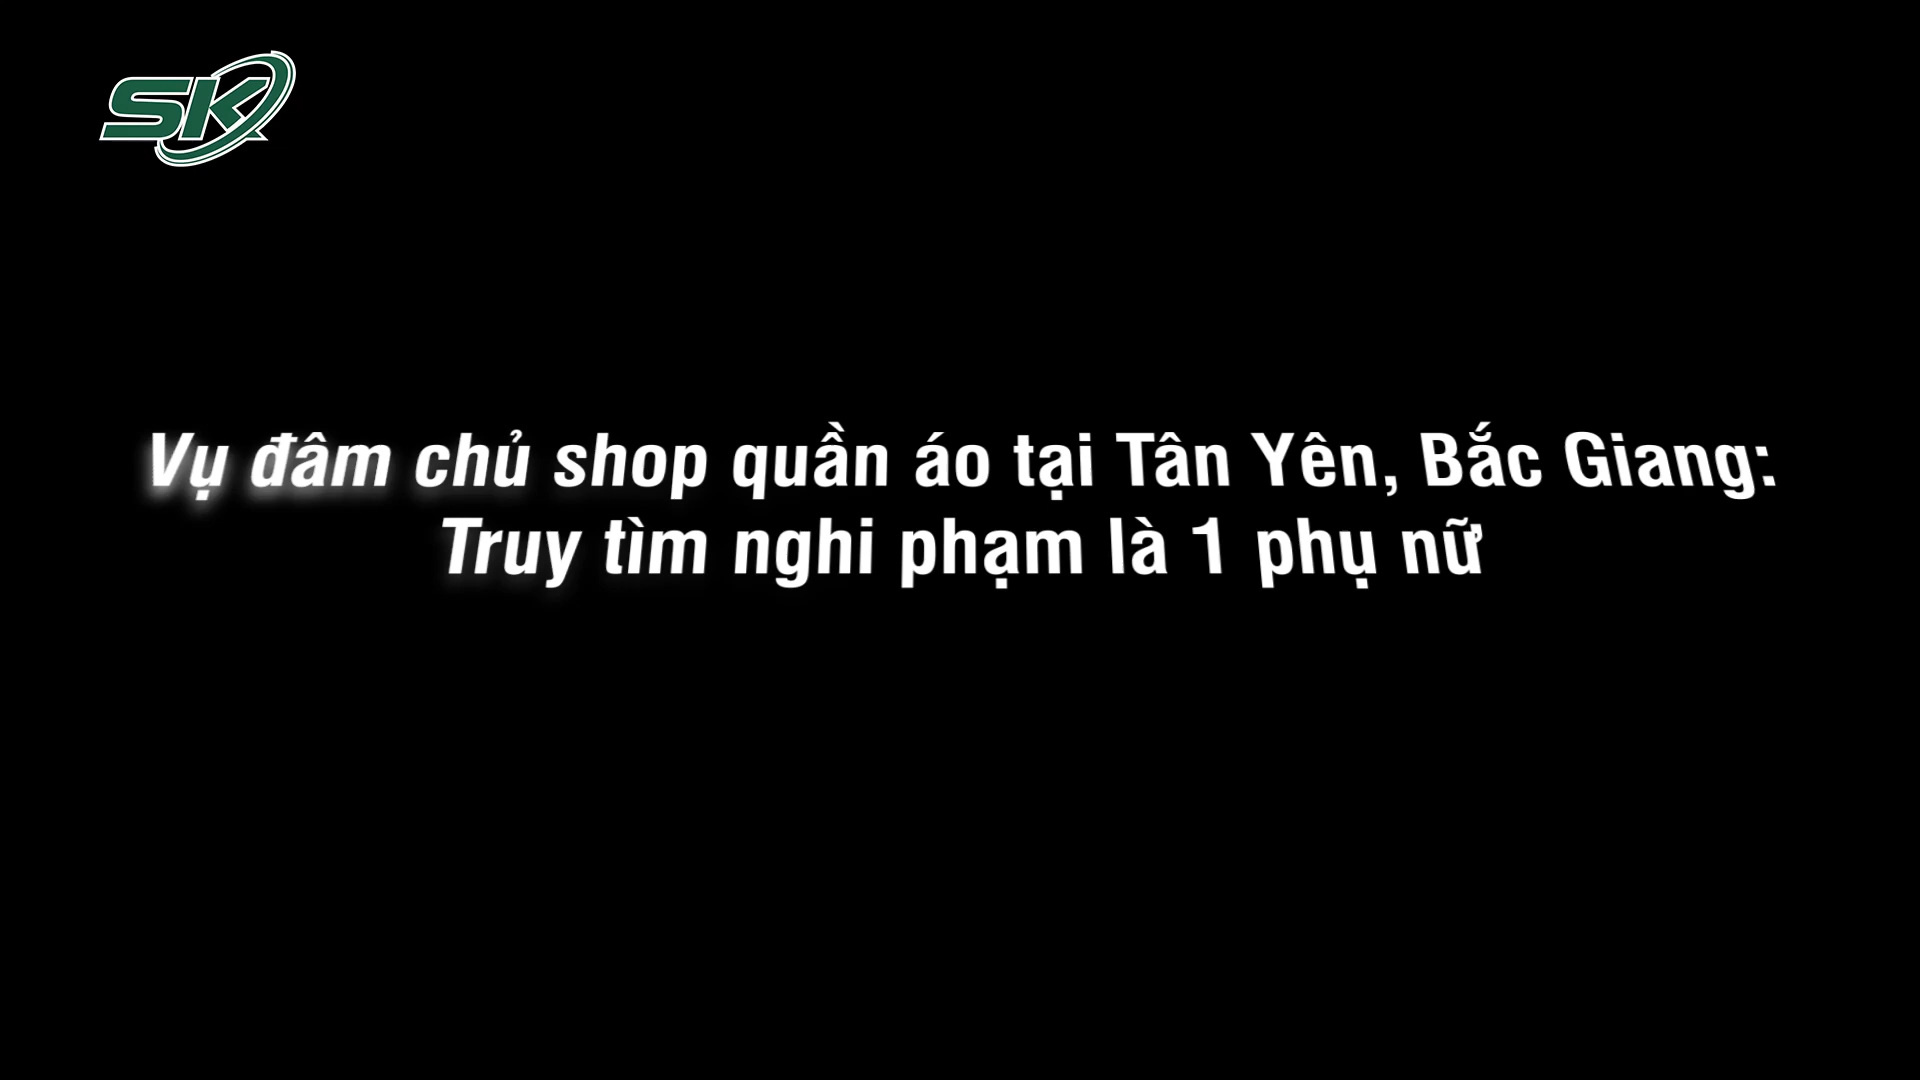 SK
Vụ đâm chủ shop quần áo tại Tân Yên, Bắc Giang:
Truy tìm nghi phạm là 1 phụ nữ